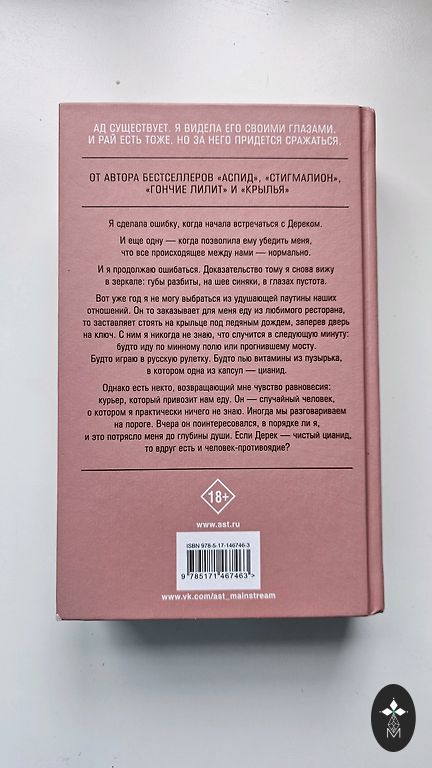 АД СУЩЕСТВУЕТ. Я ВИДЕЛА ЕГО СВОИМИ ГЛАЗАМИ.
И РАЙ ЕСТЬ ТОЖЕ. НО ЗА НЕГО ПРИДЕТСЯ СРАЖАТЬСЯ.
ОТ АВТОРА БЕСТСЕЛЛЕРОВ «АСПИД», «СТИГМАЛИОН»,
«ГОНЧИЕ ЛИЛИТ» И «КРЫЛЬЯ»
Я сделала ошибку, когда начала встречаться с Дереком.
И еще одну — когда позволила ему убедить меня,
что все происходящее между нами — нормально.
И я продолжаю ошибаться. Доказательство тому я снова вижу
в зеркале: губы разбиты, на шее синяки, в глазах пустота.
Вот уже год я не могу выбраться из удушающей паутины наших
отношений. Он то заказывает для меня еду из любимого ресторана,
то заставляет стоять на крыльце под ледяным дождем, заперев дверь
на ключ. С ним я никогда не знаю, что случится в следующую минуту:
будто иду по минному полю или прогнившему мосту.
Будто играю в русскую рулетку. Будто пью витамины из пузырька,
в котором одна из капсул — цианид.
Однако есть некто, возвращающий мне чувство равновесия:
курьер, который привозит нам еду. Он — случайный человек,
о котором я практически ничего не знаю. Иногда мы разговариваем
на пороге. Вчера он поинтересовался, в порядке ли я,
и это потрясло меня до глубины души. Если Дерек — чистый цианид,
то вдруг есть и человек-противоядие?
18+
www.ast.ru
ISBN 978-5-17-146746-3
9 785171 467463>
www.vk.com/ast_mainstream
М